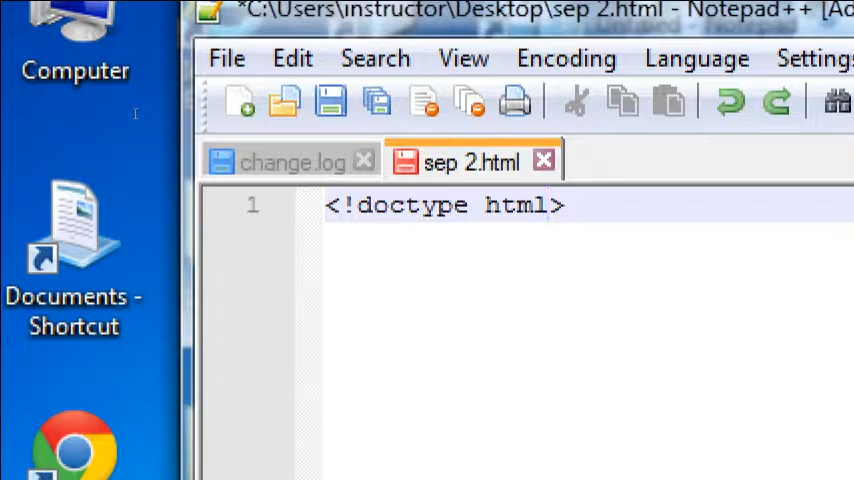 *C:\Users\instructor\Desktop\sep 2.html - Notepad++ [Ad
Computer
File Edit Search View Encoding Language Settings
change.log sep 2.html
1 <!doctype html>
Documents -
Shortcut